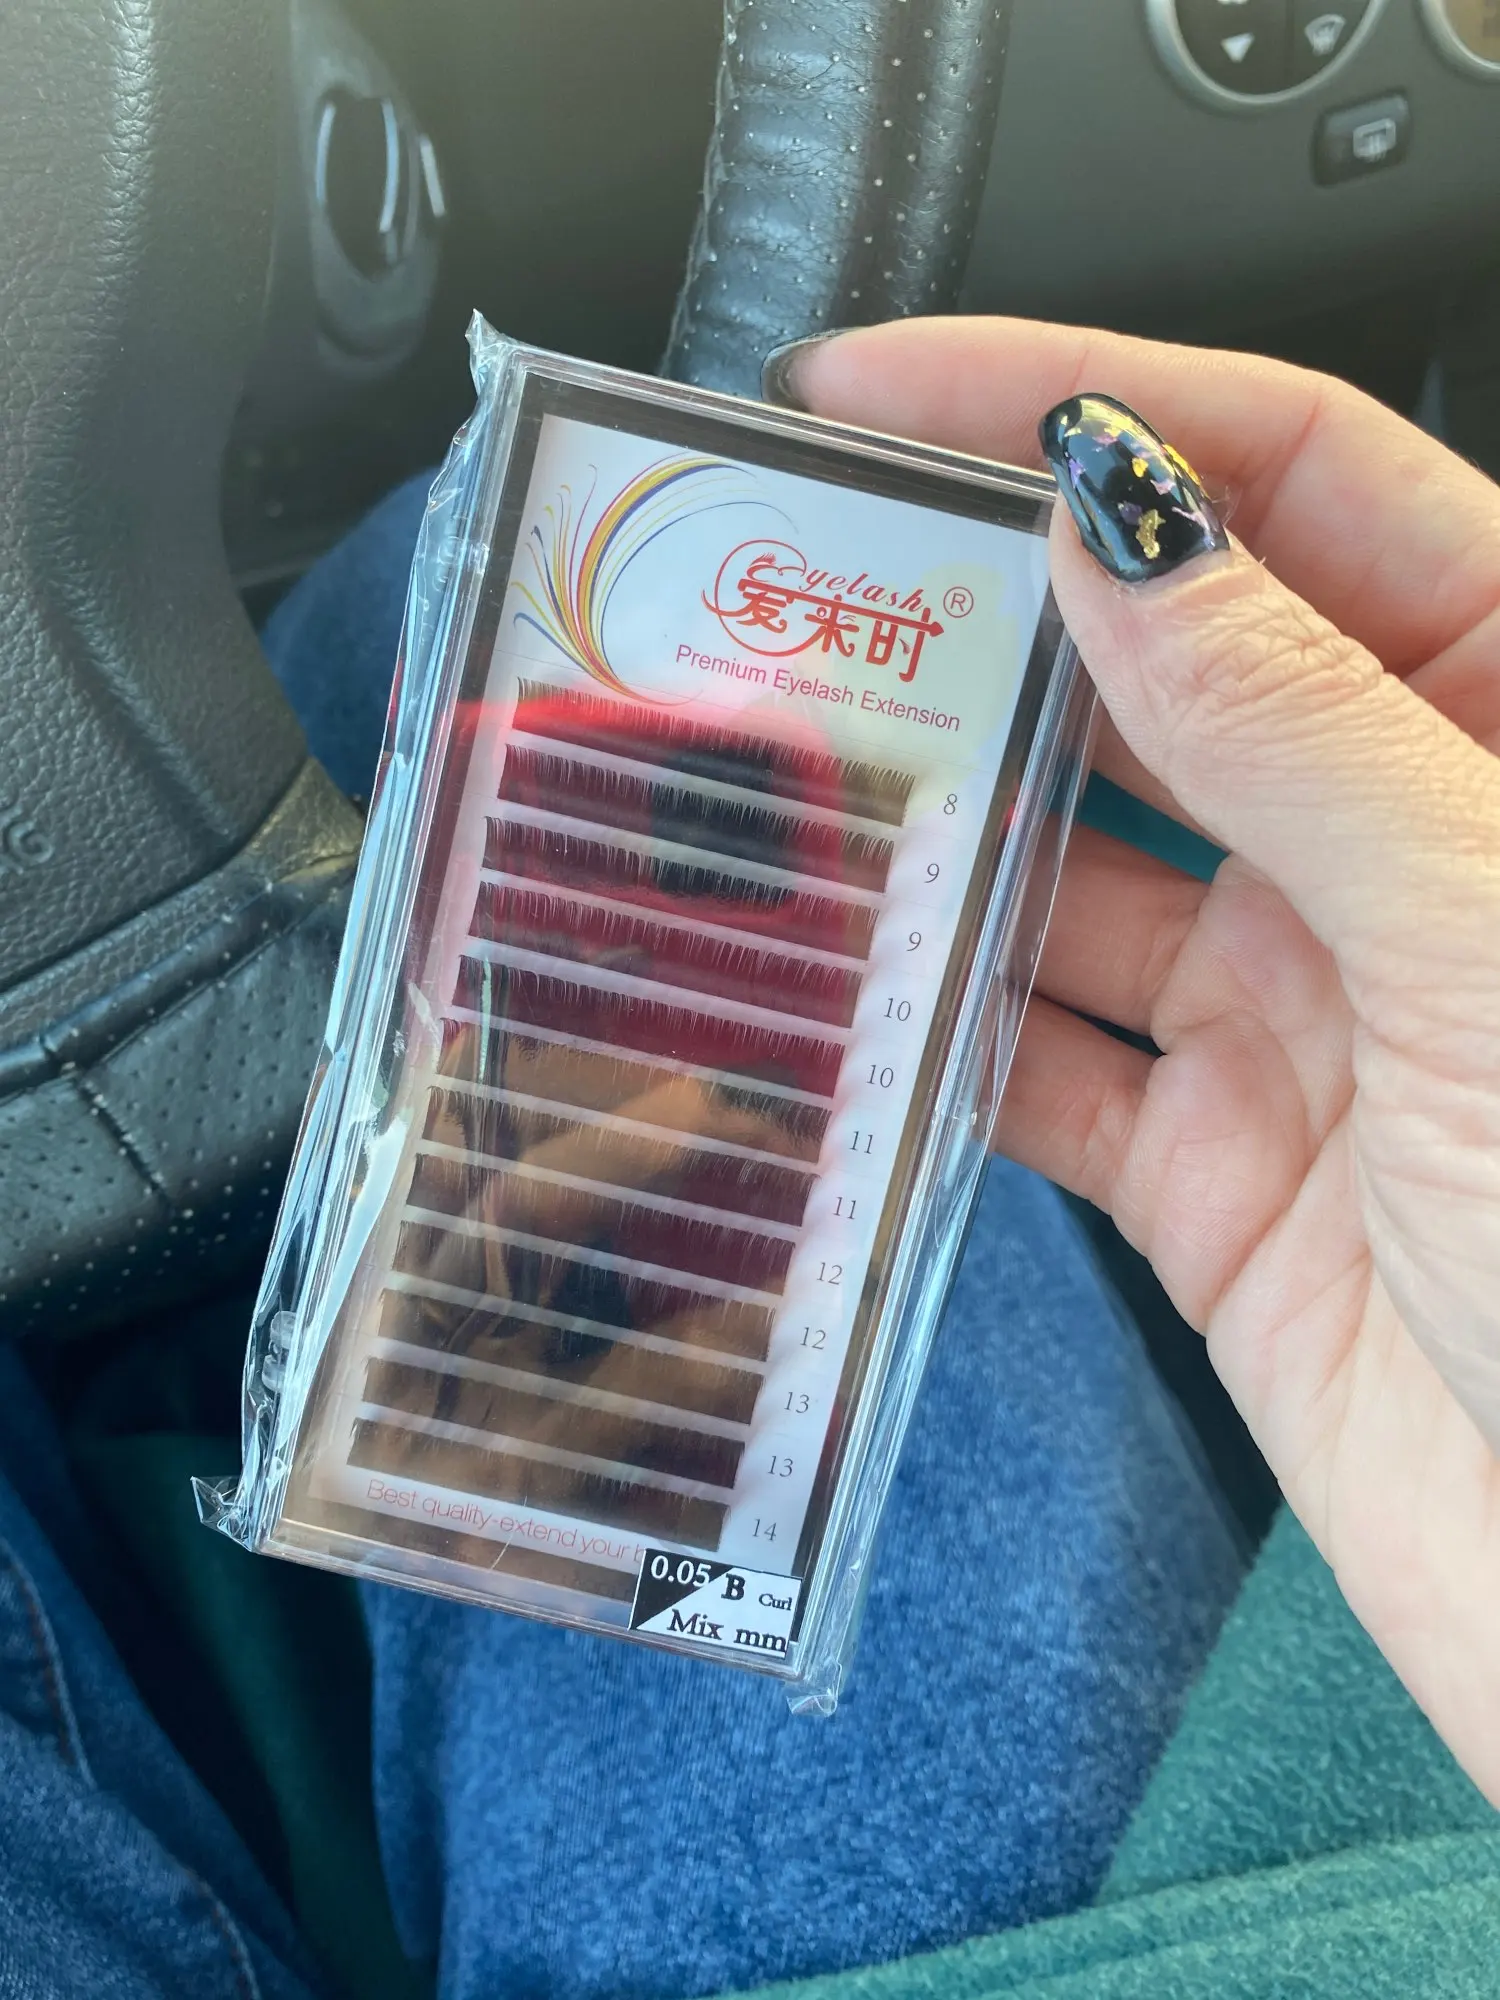 Eyelash ®
爱来时
Premium Eyelash Extension
8
9
9
10
10
11
11
12
12
13
13
14
Best quality-extend your
0.05 B Curl
Mix mm